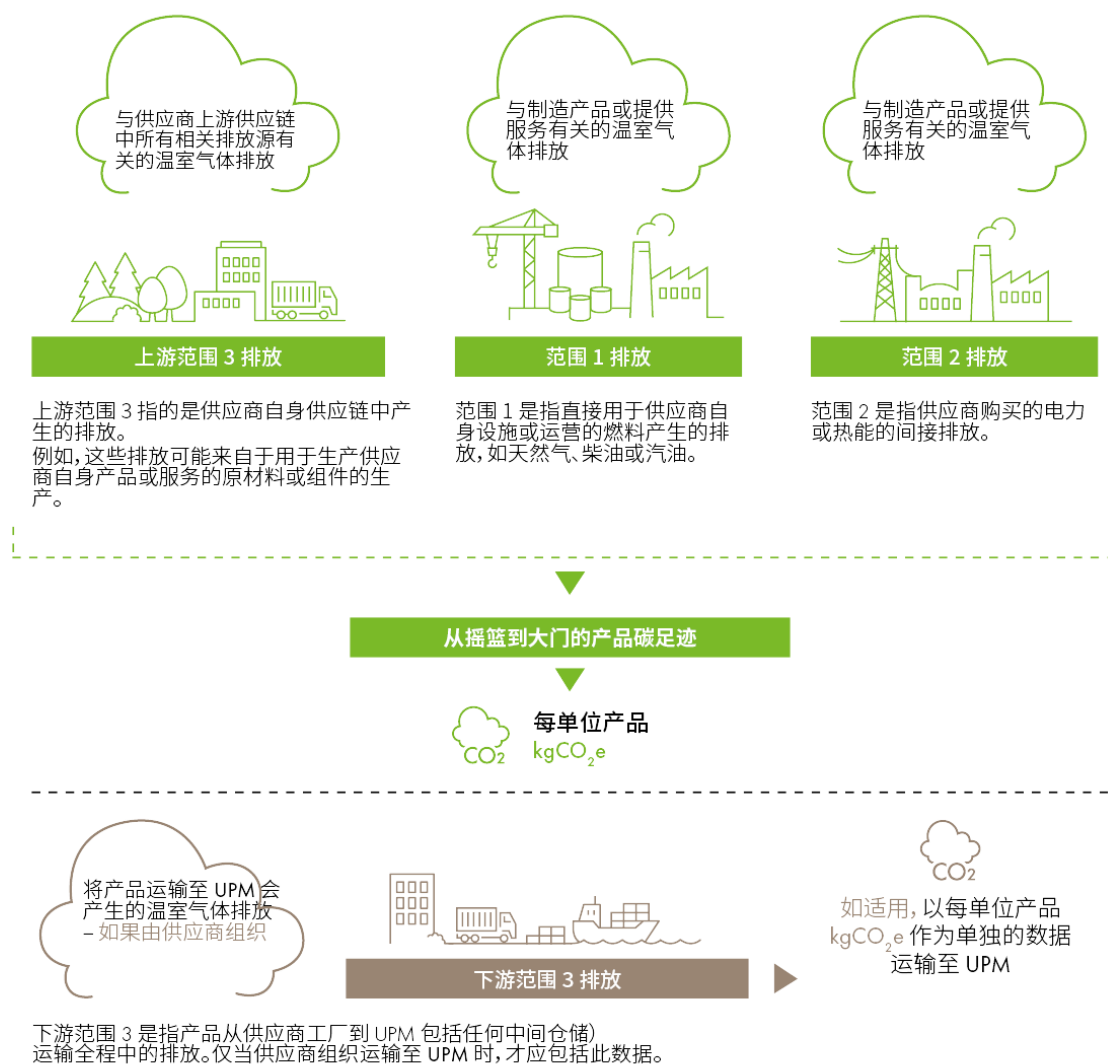 与供应商上游供应链
中所有相关排放源有
关的温室气体排放
与制造产品或提供
服务有关的温室气
体排放
与制造产品或提供
服务有关的温室气
体排放
上游范围 3 排放
范围 1 排放
范围 2 排放
上游范围 3 指的是供应商自身供应链中产
生的排放。
例如,这些排放可能来自于用于生产供应
商自身产品或服务的原材料或组件的生
产。
范围 1 是指直接用于供应商自
身设施或运营的燃料产生的排
放,如天然气、柴油或汽油。
范围 2 是指供应商购买的电力
或热能的间接排放。
从摇篮到大门的产品碳足迹
CO2
每单位产品
kgCO₂e
将产品运输至 UPM 会
产生的温室气体排放
– 如果由供应商组织
下游范围 3 排放
CO2
如适用, 以每单位产品
kgCO₂e 作为单独的数据
运输至 UPM
下游范围 3 是指产品从供应商工厂到 UPM 包括任何中间仓储)
运输全程中的排放。仅当供应商组织运输至 UPM 时, 才应包括此数据。